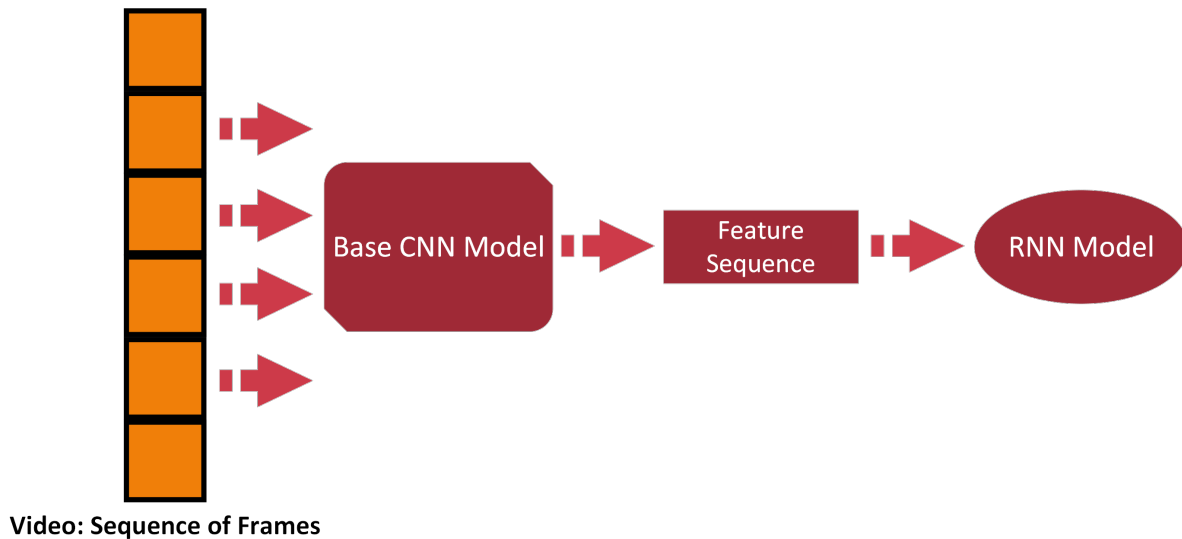 Base CNN Model
Feature
Sequence
RNN Model
Video: Sequence of Frames